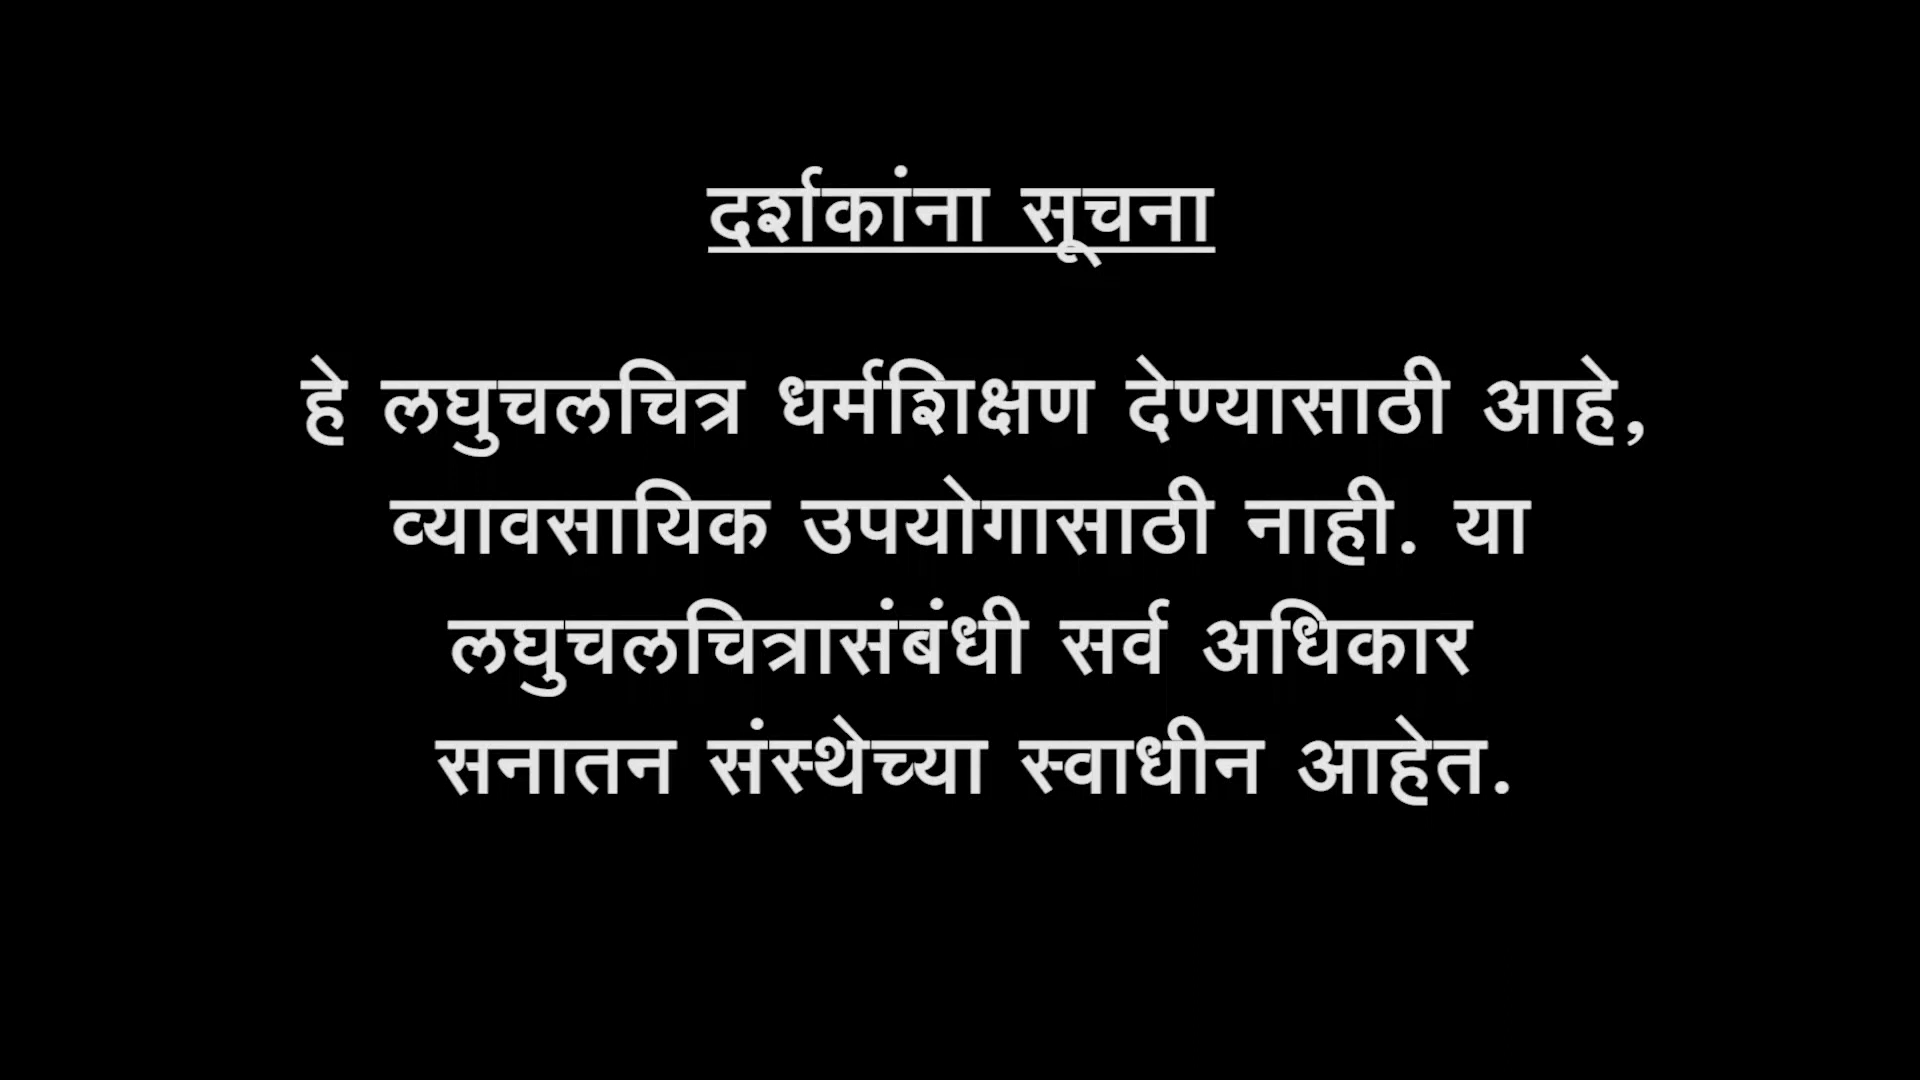 दर्शकांना सूचना
हे लघुचलचित्र धर्मशिक्षण देण्यासाठी आहे,
व्यावसायिक उपयोगासाठी नाही. या
लघुचलचित्रासंबंधी सर्व अधिकार
सनातन संस्थेच्या स्वाधीन आहेत.